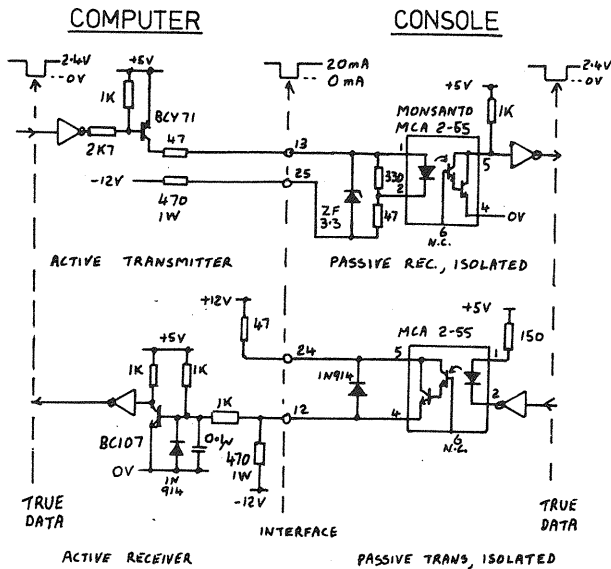 COMPUTER
CONSOLE
2.4V
0V
+5V
1K
BCY71
2K7
47
-12V
470
1W
ACTIVE TRANSMITTER
20mA
0mA
13
25
ZF
3.3
330
47
MONSANTO
MCA 2-55
1
2
5
4
6
N.C.
+5V
1K
0V
2.4V
0V
PASSIVE REC., ISOLATED
+12V
47
24
12
+5V
1K
1K
1K
BC107
0V
1N
914
470
1W
-12V
1N914
MCA 2-55
5
4
1
2
6
N.C.
+5V
150
TRUE
DATA
INTERFACE
TRUE
DATA
ACTIVE RECEIVER
PASSIVE TRANS, ISOLATED